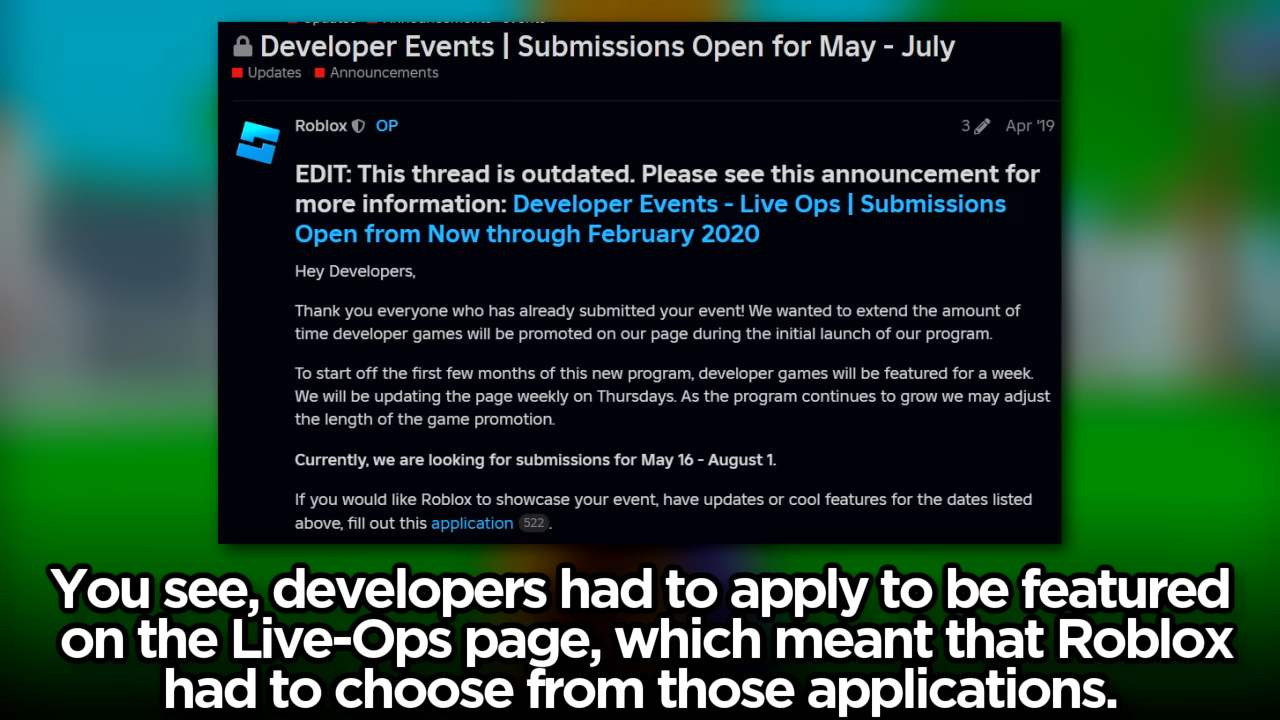 Updates Announcements events
Developer Events | Submissions Open for May - July
Updates Announcements
Roblox OP 3 Apr '19
EDIT: This thread is outdated. Please see this announcement for
more information: Developer Events - Live Ops | Submissions
Open from Now through February 2020
Hey Developers,
Thank you everyone who has already submitted your event! We wanted to extend the amount of
time developer games will be promoted on our page during the initial launch of our program.
To start off the first few months of this new program, developer games will be featured for a week.
We will be updating the page weekly on Thursdays. As the program continues to grow we may adjust
the length of the game promotion.
Currently, we are looking for submissions for May 16 - August 1.
If you would like Roblox to showcase your event, have updates or cool features for the dates listed
above, fill out this application 522.
You see, developers had to apply to be featured
on the Live-Ops page, which meant that Roblox
had to choose from those applications.